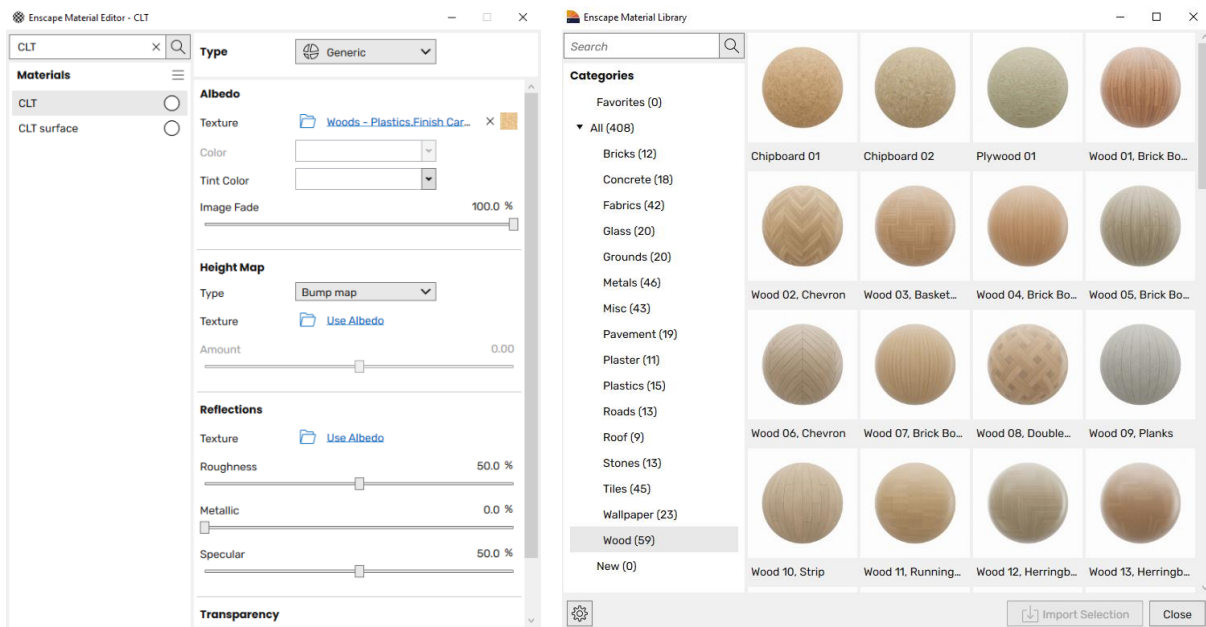 Enscape Material Editor - CLT
CLT
Materials
CLT
CLT surface
Type
Generic
Albedo
Texture
Woods - Plastics.Finish Car...
Color
Tint Color
Image Fade
100.0 %
Height Map
Type
Bump map
Texture
Use Albedo
Amount
0.00
Reflections
Texture
Use Albedo
Roughness
50.0 %
Metallic
0.0 %
Specular
50.0 %
Transparency
Enscape Material Library
Search
Categories
Favorites (0)
All (408)
Bricks (12)
Concrete (18)
Fabrics (42)
Glass (20)
Grounds (20)
Metals (46)
Misc (43)
Pavement (19)
Plaster (11)
Plastics (15)
Roads (13)
Roof (9)
Stones (13)
Tiles (45)
Wallpaper (23)
Wood (59)
New (0)
Chipboard 01
Chipboard 02
Plywood 01
Wood 01, Brick Bo...
Wood 02, Chevron
Wood 03, Basket...
Wood 04, Brick Bo...
Wood 05, Brick Bo...
Wood 06, Chevron
Wood 07, Brick Bo...
Wood 08, Double...
Wood 09, Planks
Wood 10, Strip
Wood 11, Running...
Wood 12, Herringb...
Wood 13, Herringb...
Import Selection
Close